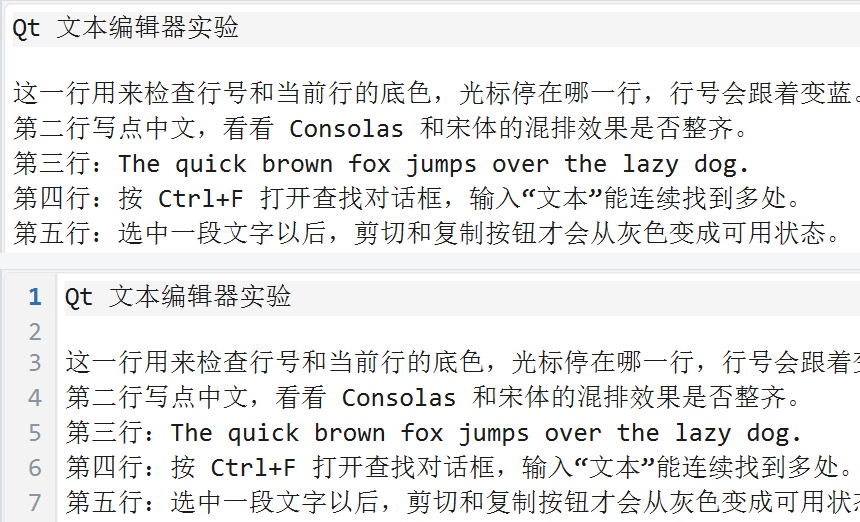 Qt 文本编辑器实验
这一行用来检查行号和当前行的底色，光标停在哪一行，行号会跟着变蓝。
第二行写点中文，看看 Consolas 和宋体的混排效果是否整齐。
第三行：The quick brown fox jumps over the lazy dog.
第四行：按 Ctrl+F 打开查找对话框，输入“文本”能连续找到多处。
第五行：选中一段文字以后，剪切和复制按钮才会从灰色变成可用状态。
1 Qt 文本编辑器实验
2
3 这一行用来检查行号和当前行的底色，光标停在哪一行，行号会跟着
4 第二行写点中文，看看 Consolas 和宋体的混排效果是否整齐。
5 第三行：The quick brown fox jumps over the lazy dog.
6 第四行：按 Ctrl+F 打开查找对话框，输入“文本”能连续找到多处。
7 第五行：选中一段文字以后，剪切和复制按钮才会从灰色变成可用状